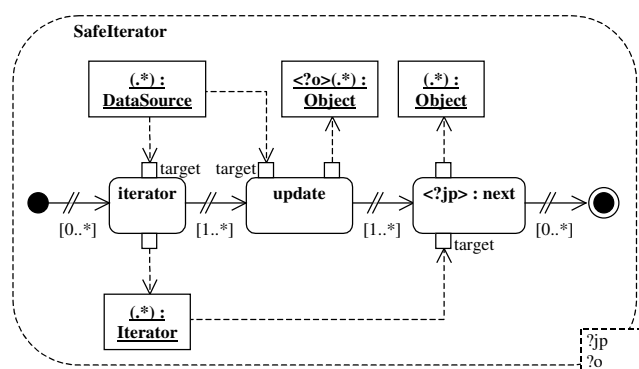 SafeIterator
(.*) :
DataSource
<?o>(.*) :
Object
(.*) :
Object
target
target
iterator
update
<?jp> : next
[0..*]
[1..*]
[1..*]
[0..*]
target
(.*) :
Iterator
?jp
?o